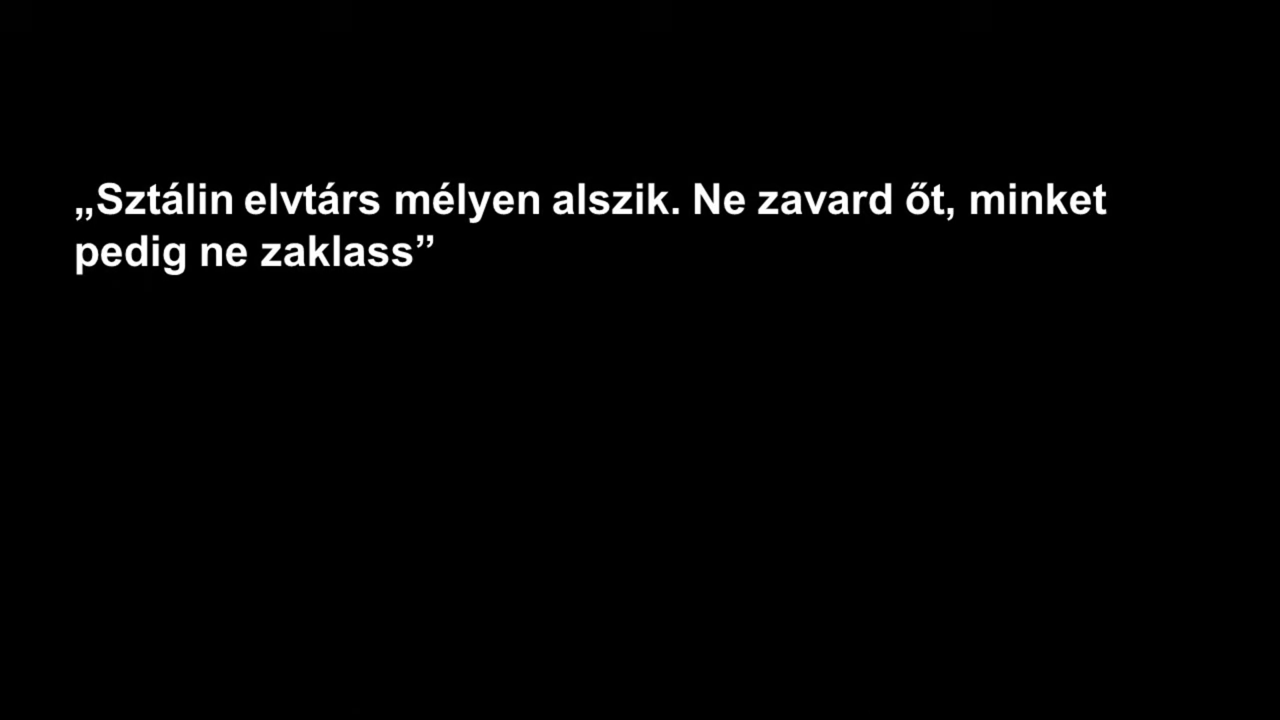 „Sztálin elvtárs mélyen alszik. Ne zavard őt, minket
pedig ne zaklass”